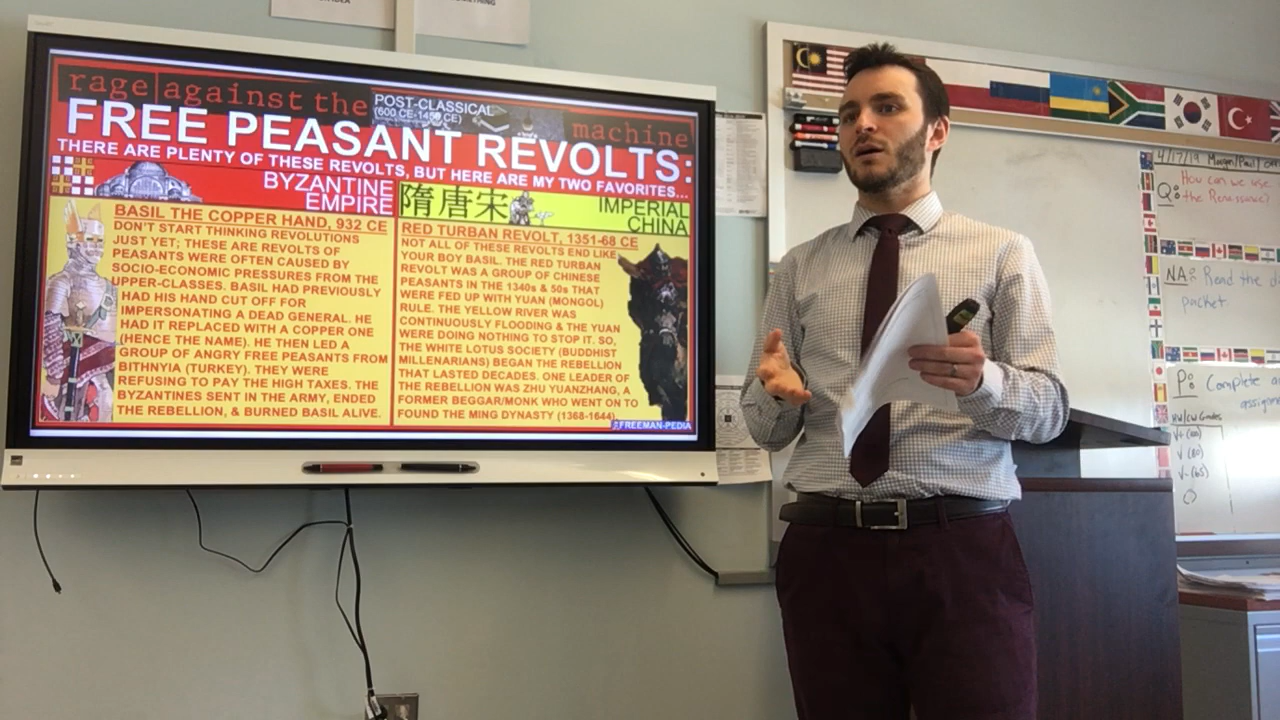 IDEA
SOMETHING
rage against the machine
POST-CLASSICAL
(600 CE-1450 CE)
FREE PEASANT REVOLTS:
THERE ARE PLENTY OF THESE REVOLTS, BUT HERE ARE MY TWO FAVORITES...
BYZANTINE
EMPIRE
BASIL THE COPPER HAND, 932 CE
DON'T START THINKING REVOLUTIONS
JUST YET; THESE ARE REVOLTS OF
PEASANTS WERE OFTEN CAUSED BY
SOCIO-ECONOMIC PRESSURES FROM THE
UPPER-CLASSES. BASIL HAD PREVIOUSLY
HAD HIS HAND CUT OFF FOR
IMPERSONATING A DEAD GENERAL. HE
HAD IT REPLACED WITH A COPPER ONE
(HENCE THE NAME). HE THEN LED A
GROUP OF ANGRY FREE PEASANTS FROM
BITHNYIA (TURKEY). THEY WERE
REFUSING TO PAY THE HIGH TAXES. THE
BYZANTINES SENT IN THE ARMY, ENDED
THE REBELLION, & BURNED BASIL ALIVE.
隋唐宋
IMPERIAL
CHINA
RED TURBAN REVOLT, 1351-68 CE
NOT ALL OF THESE REVOLTS END LIKE
YOUR BOY BASIL. THE RED TURBAN
REVOLT WAS A GROUP OF CHINESE
PEASANTS IN THE 1340s & 50s THAT
WERE FED UP WITH YUAN (MONGOL)
RULE. THE YELLOW RIVER WAS
CONTINUOUSLY FLOODING & THE YUAN
WERE DOING NOTHING TO STOP IT. SO,
THE WHITE LOTUS SOCIETY (BUDDHIST
MILLENARIANS) BEGAN THE REBELLION
THAT LASTED DECADES. ONE LEADER OF
THE REBELLION WAS ZHU YUANZHANG, A
FORMER BEGGAR/MONK WHO WENT ON TO
FOUND THE MING DYNASTY (1368-1644)
#FREEMAN-PEDIA
4/17/19
Q: How can we use
the Renaissance?
NA: Read the
packet.
P: Complete
HW/CW Grades
√+ (100)
√ (80)
√- (65)